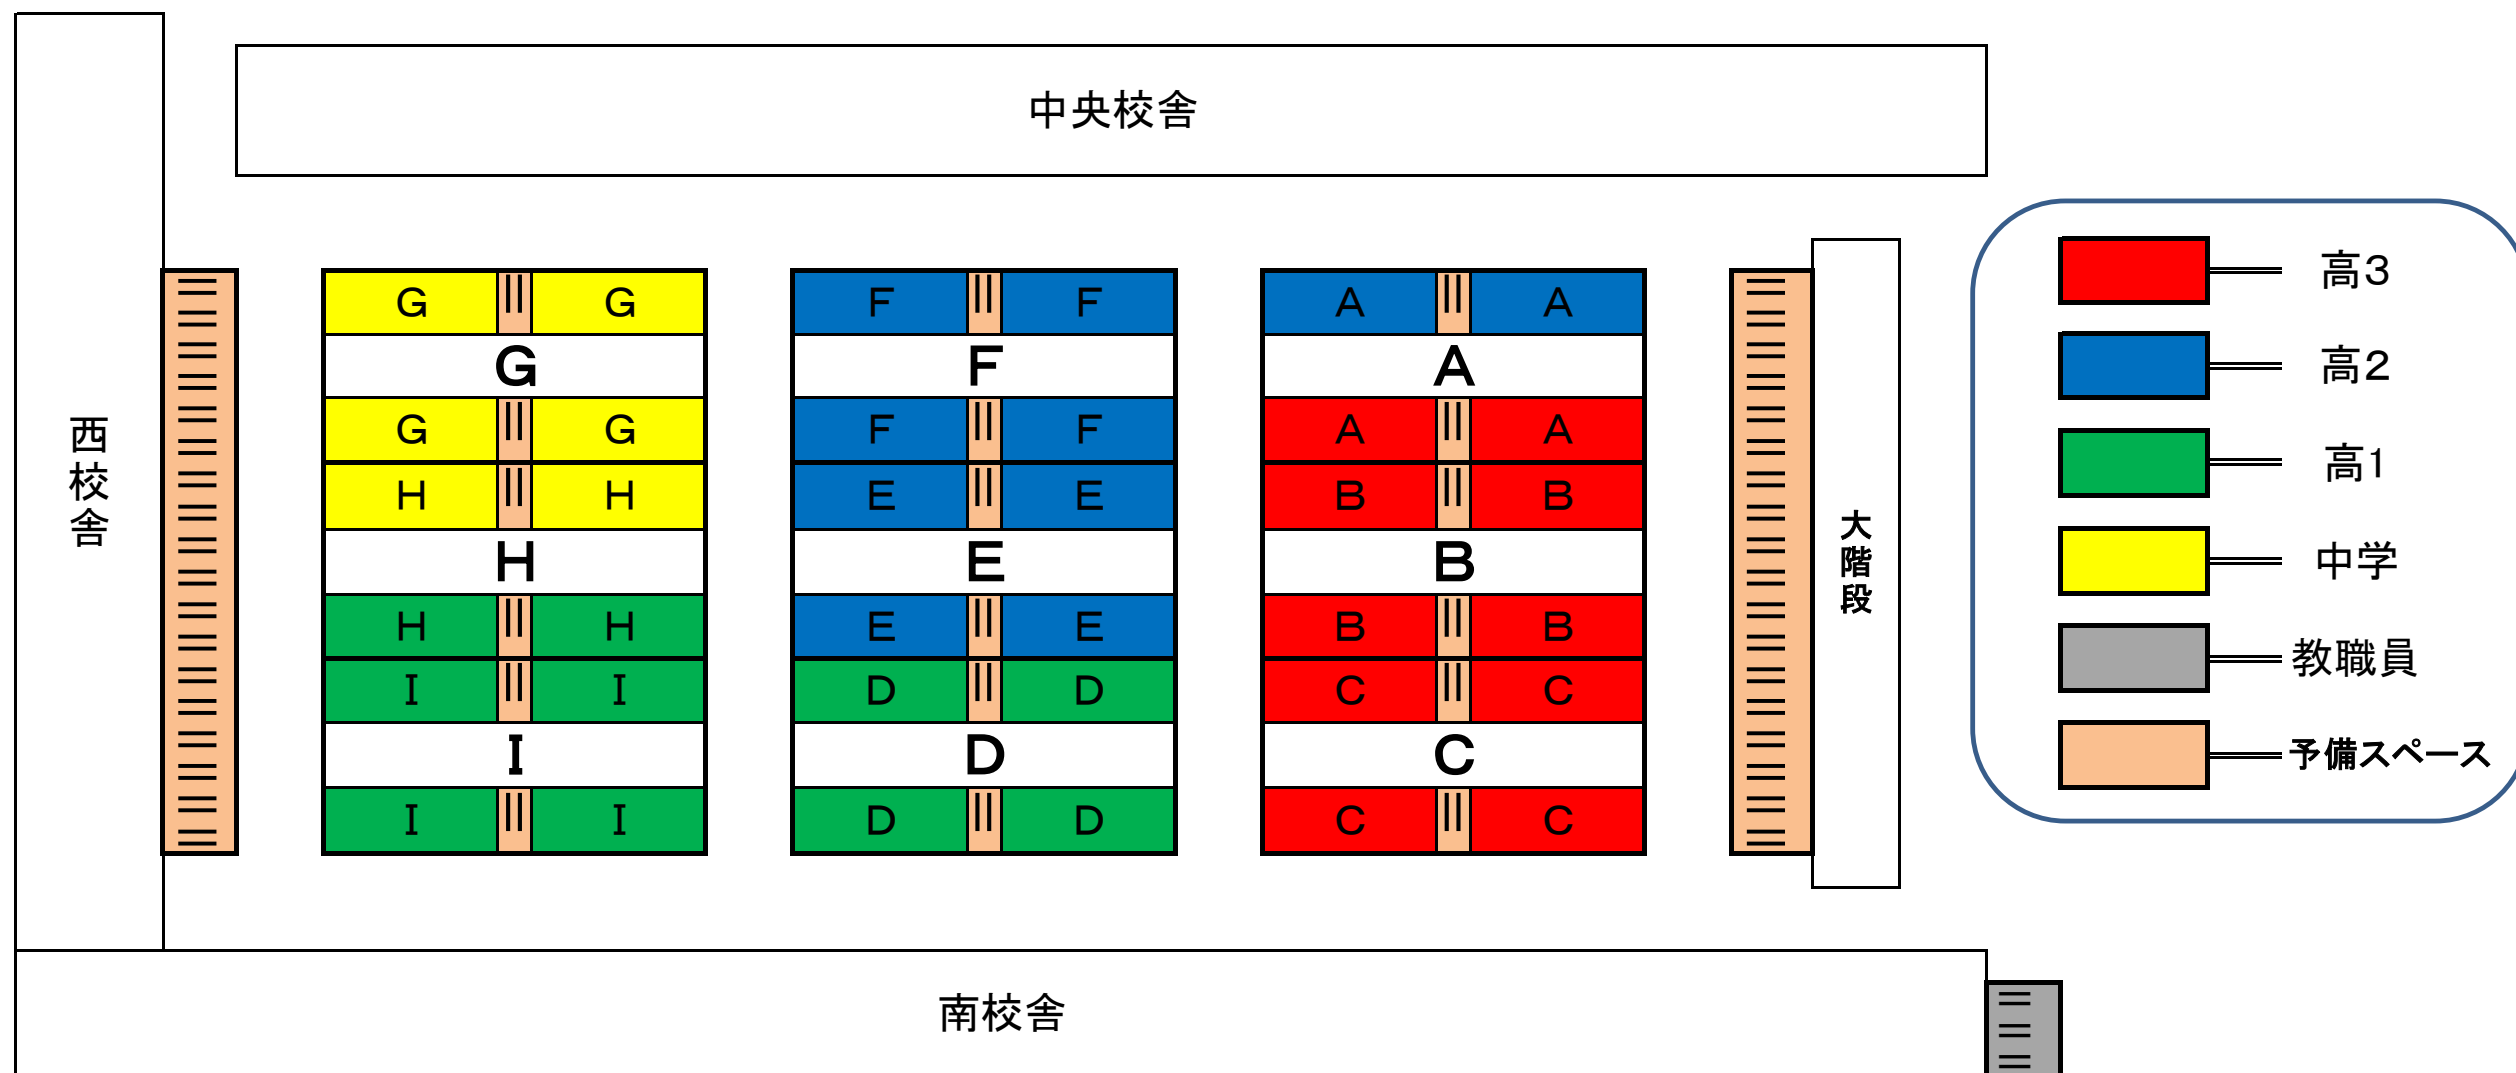 中央校舎
西校舎
G G F F A A
G F A
G G F F A A
H H E E B B
H E B
H H E E B B
I I D D C C
I D C
I I D D C C
大階段
南校舎
高3
高2
高1
中学
教職員
予備スペース